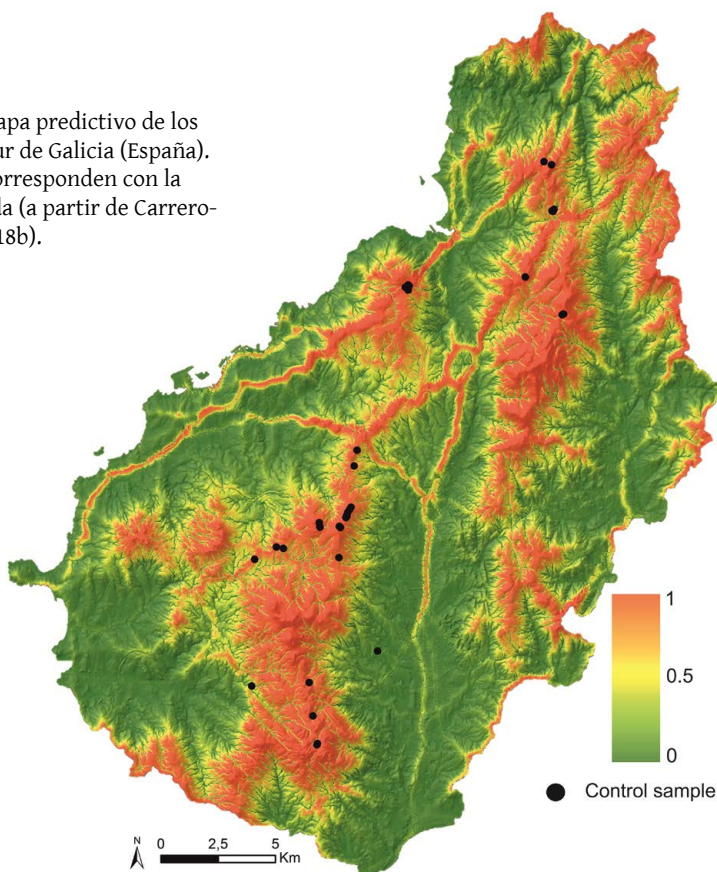 apa predictivo de los
ur de Galicia (España).
orresponden con la
da (a partir de Carrero-
18b).
1
0.5
0
Control sample
N
0 2,5 5
Km